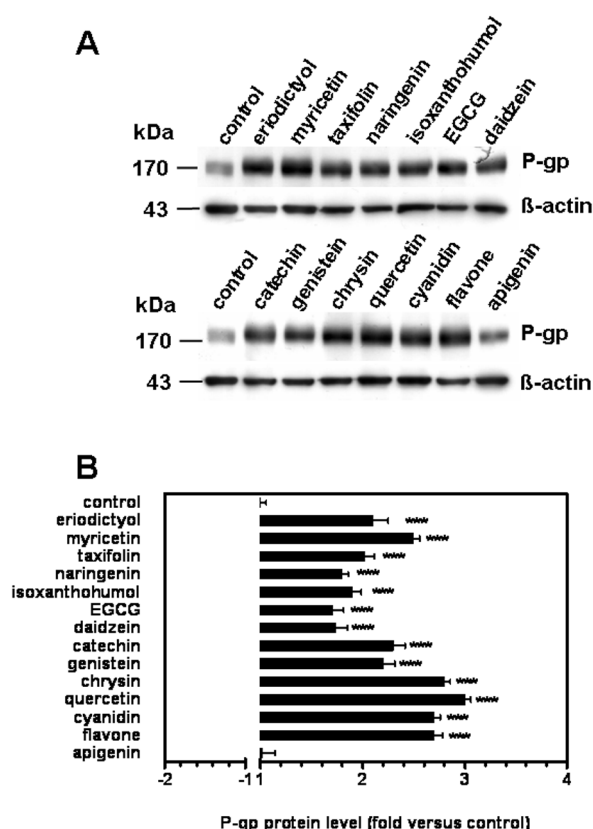 A
control eriodictyol myricetin taxifolin naringenin isoxanthohumol EGCG daidzein
kDa
170 P-gp
43 ß-actin
control catechin genistein chrysin quercetin cyanidin flavone apigenin
kDa
170 P-gp
43 ß-actin
B
control
eriodictyol ***
myricetin ***
taxifolin ***
naringenin ***
isoxanthohumol ***
EGCG ***
daidzein ***
catechin ***
genistein ***
chrysin ***
quercetin ***
cyanidin ***
flavone ***
apigenin
-2 -1 1 2 3 4
P-gp protein level (fold versus control)